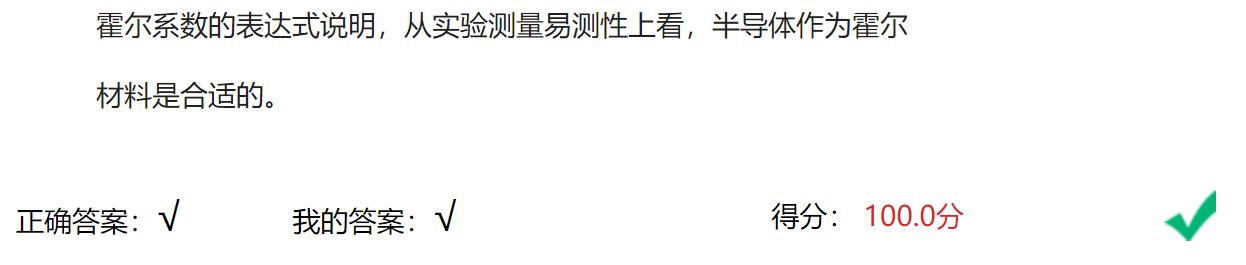 霍尔系数的表达式说明，从实验测量易测性上看，半导体作为霍尔
材料是合适的。
正确答案：√ 我的答案：√ 得分： 100.0分